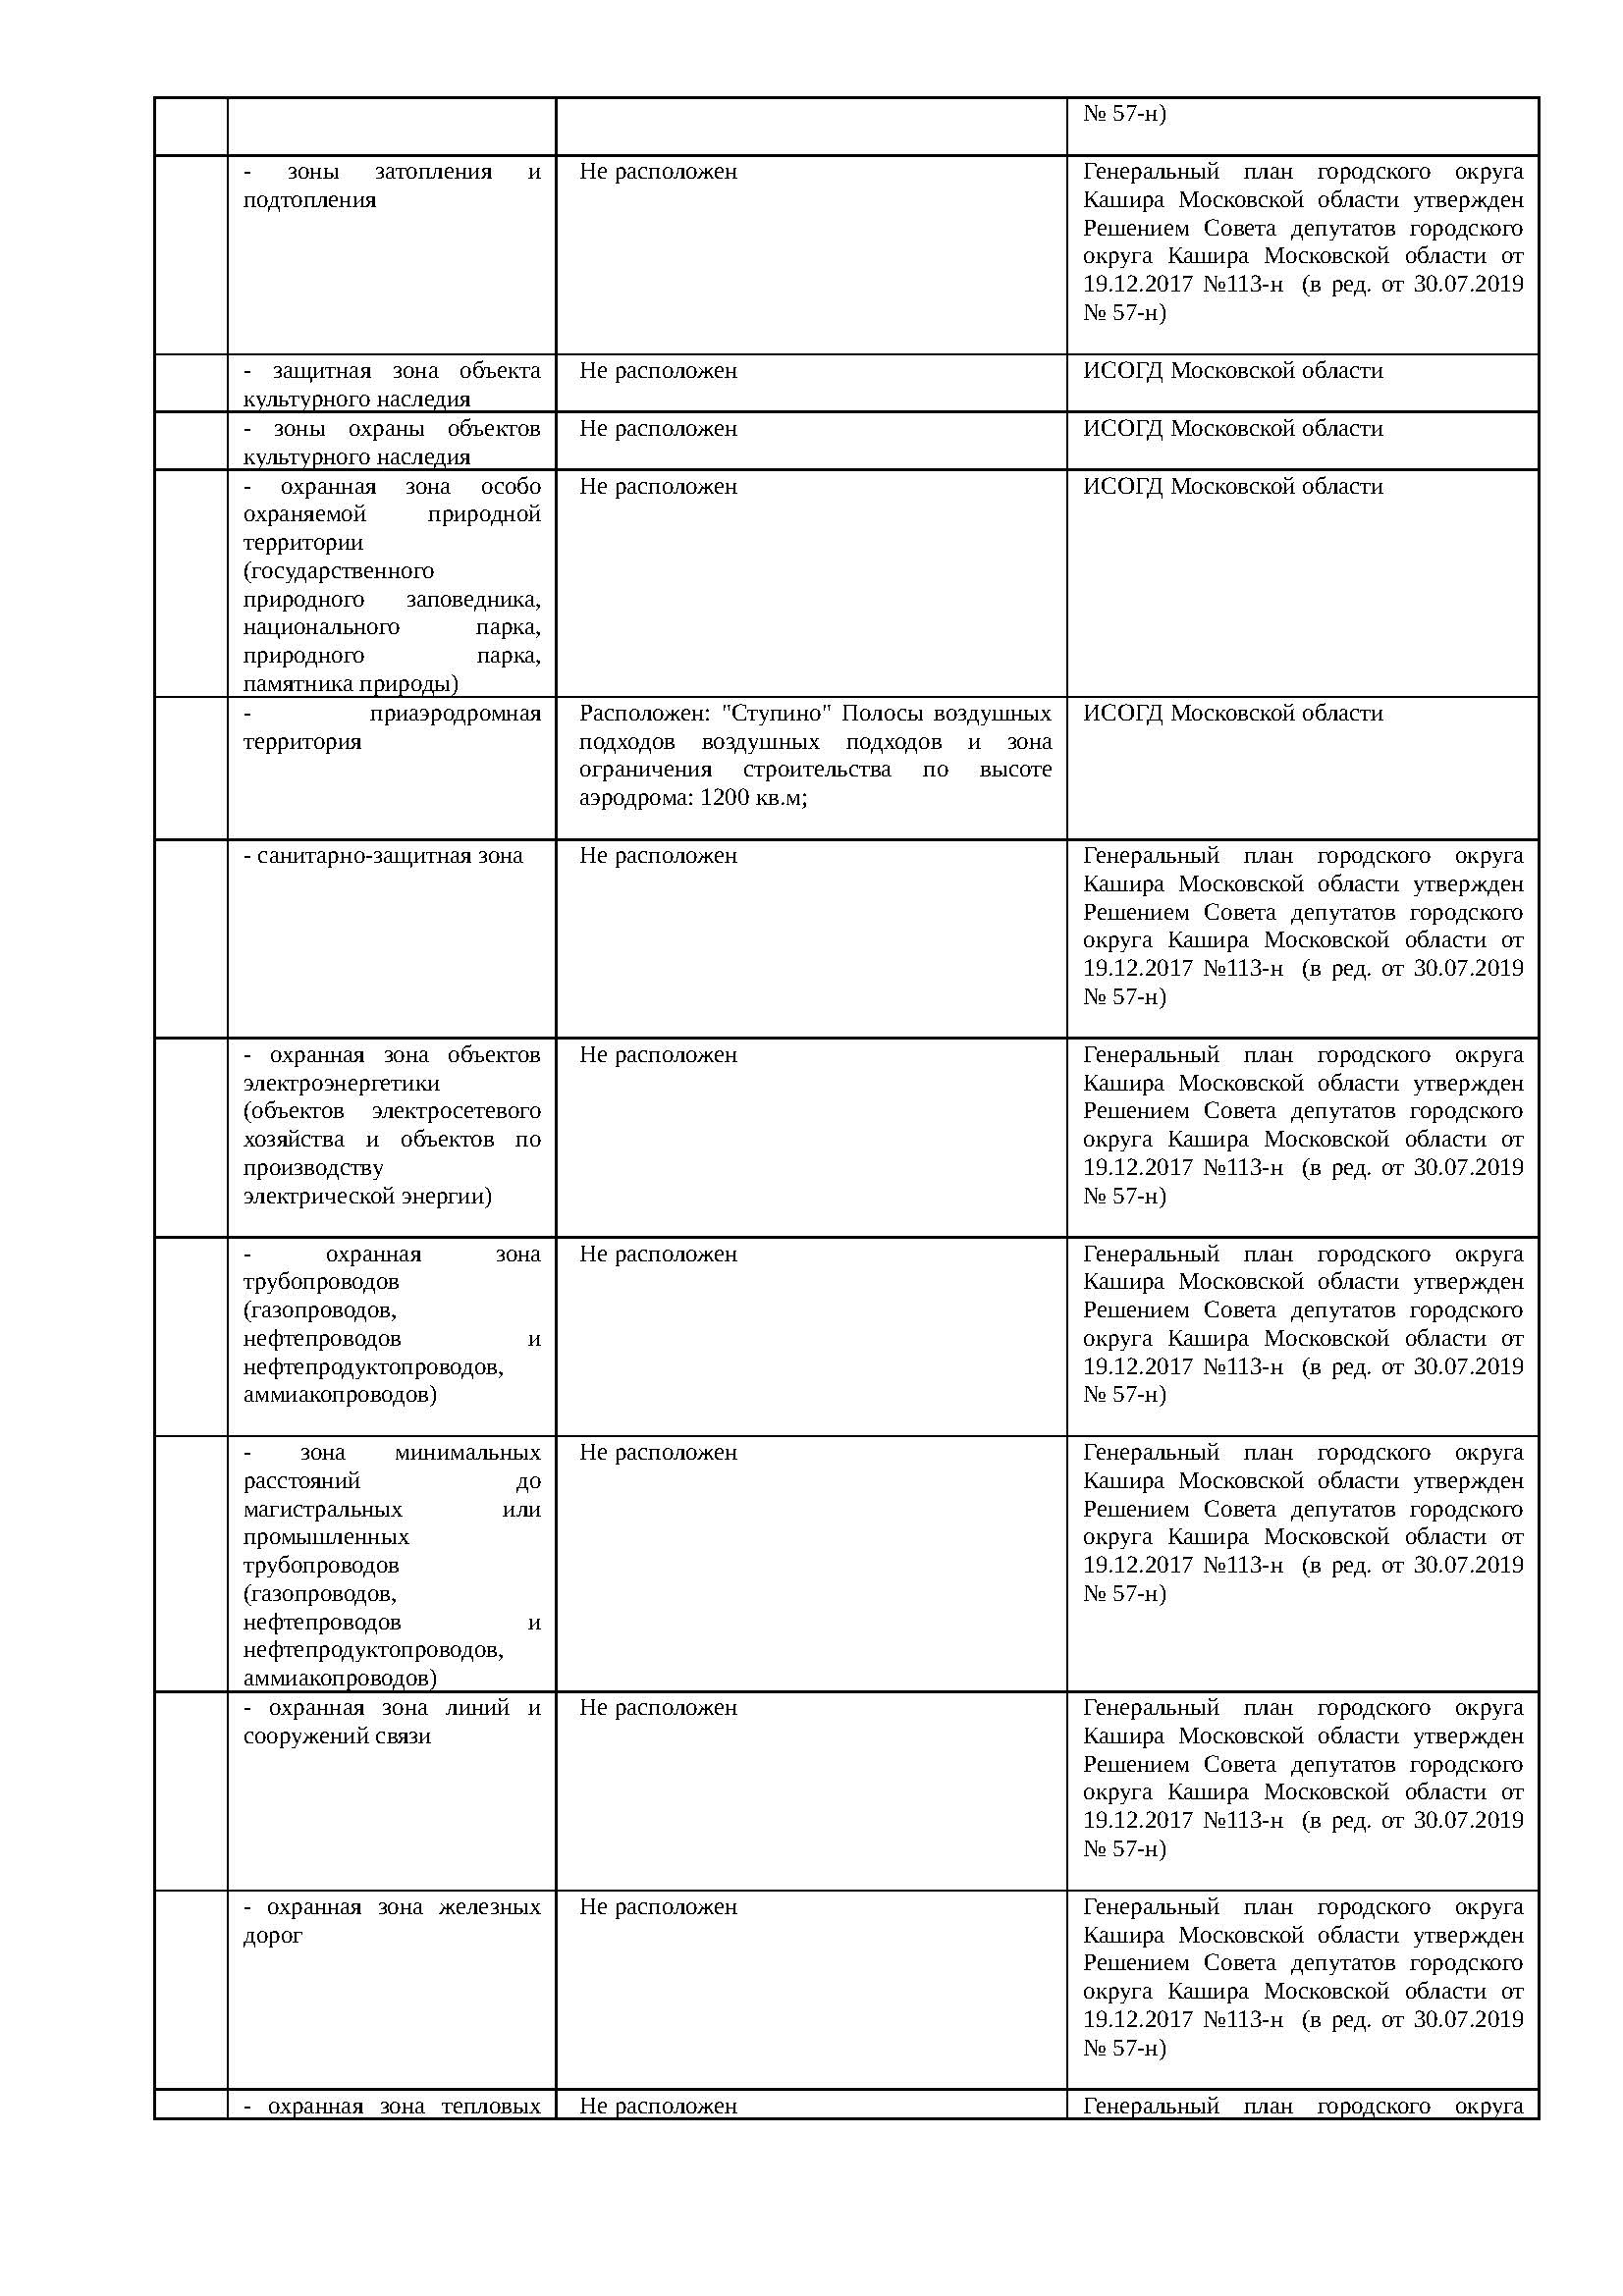 № 57-н)
- зоны затопления и
подтопления
Не расположен
Генеральный план городского округа
Кашира Московской области утвержден
Решением Совета депутатов городского
округа Кашира Московской области от
19.12.2017 №113-н (в ред. от 30.07.2019
№ 57-н)
- защитная зона объекта
культурного наследия
Не расположен
ИСОГД Московской области
- зоны охраны объектов
культурного наследия
Не расположен
ИСОГД Московской области
- охранная зона особо
охраняемой природной
территории
(государственного
природного заповедника,
национального парка,
природного парка,
памятника природы)
Не расположен
ИСОГД Московской области
- приаэродромная
территория
Расположен: "Ступино" Полосы воздушных
подходов воздушных подходов и зона
ограничения строительства по высоте
аэродрома: 1200 кв.м;
ИСОГД Московской области
- санитарно-защитная зона
Не расположен
Генеральный план городского округа
Кашира Московской области утвержден
Решением Совета депутатов городского
округа Кашира Московской области от
19.12.2017 №113-н (в ред. от 30.07.2019
№ 57-н)
- охранная зона объектов
электроэнергетики
(объектов электросетевого
хозяйства и объектов по
производству
электрической энергии)
Не расположен
Генеральный план городского округа
Кашира Московской области утвержден
Решением Совета депутатов городского
округа Кашира Московской области от
19.12.2017 №113-н (в ред. от 30.07.2019
№ 57-н)
- охранная зона
трубопроводов
(газопроводов,
нефтепроводов и
нефтепродуктопроводов,
аммиакопроводов)
Не расположен
Генеральный план городского округа
Кашира Московской области утвержден
Решением Совета депутатов городского
округа Кашира Московской области от
19.12.2017 №113-н (в ред. от 30.07.2019
№ 57-н)
- зона минимальных
расстояний до
магистральных или
промышленных
трубопроводов
(газопроводов,
нефтепроводов и
нефтепродуктопроводов,
аммиакопроводов)
Не расположен
Генеральный план городского округа
Кашира Московской области утвержден
Решением Совета депутатов городского
округа Кашира Московской области от
19.12.2017 №113-н (в ред. от 30.07.2019
№ 57-н)
- охранная зона линий и
сооружений связи
Не расположен
Генеральный план городского округа
Кашира Московской области утвержден
Решением Совета депутатов городского
округа Кашира Московской области от
19.12.2017 №113-н (в ред. от 30.07.2019
№ 57-н)
- охранная зона железных
дорог
Не расположен
Генеральный план городского округа
Кашира Московской области утвержден
Решением Совета депутатов городского
округа Кашира Московской области от
19.12.2017 №113-н (в ред. от 30.07.2019
№ 57-н)
- охранная зона тепловых
Не расположен
Генеральный план городского округа